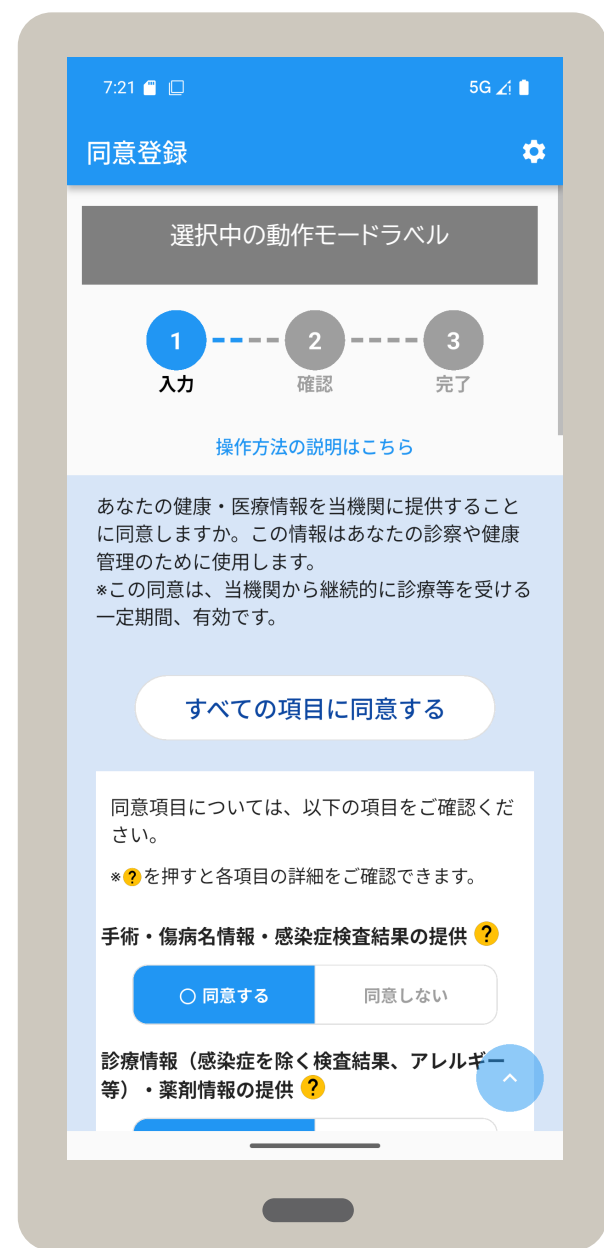 7:21
5G
同意登録
選択中の動作モードラベル
1
2
3
入力
確認
完了
操作方法の説明はこちら
あなたの健康・医療情報を当機関に提供すること
に同意しますか。この情報はあなたの診察や健康
管理のために使用します。
※この同意は、当機関から継続的に診療等を受ける
一定期間、有効です。
すべての項目に同意する
同意項目については、以下の項目をご確認くだ
さい。
※?を押すと各項目の詳細をご確認できます。
手術・傷病名情報・感染症検査結果の提供 ?
〇 同意する
同意しない
診療情報（感染症を除く検査結果、アレルギー
等）・薬剤情報の提供 ?